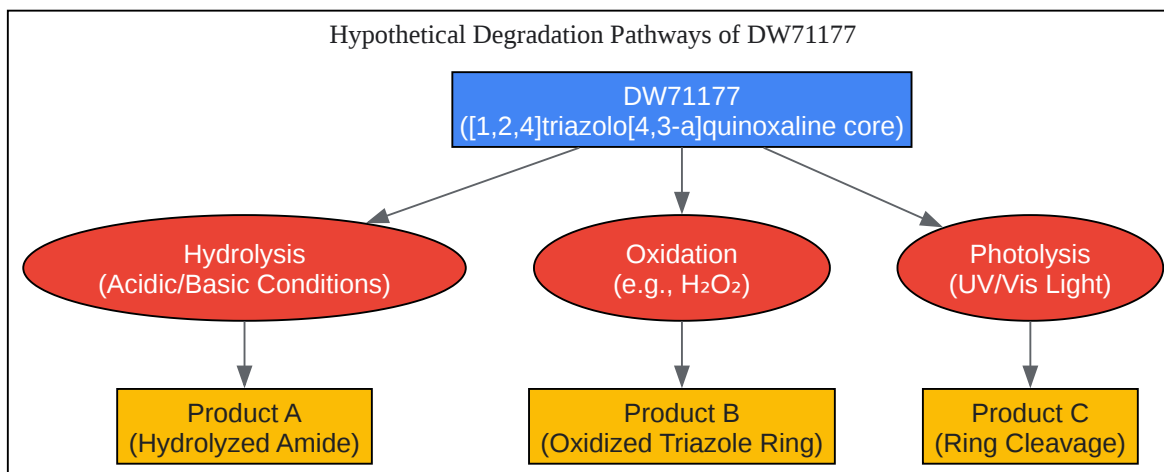 Hypothetical Degradation Pathways of DW71177
DW71177
([1,2,4]triazolo[4,3-a]quinoxaline core)
Hydrolysis
(Acidic/Basic Conditions)
Oxidation
(e.g., H₂O₂)
Photolysis
(UV/Vis Light)
Product A
(Hydrolyzed Amide)
Product B
(Oxidized Triazole Ring)
Product C
(Ring Cleavage)